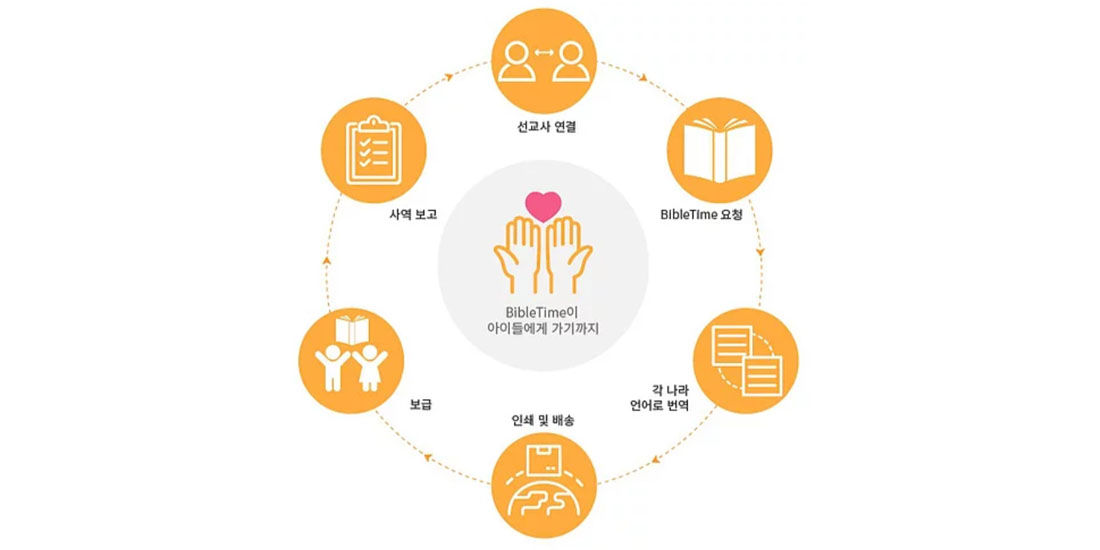 선교사 연결
BibleTime 요청
각 나라
언어로 번역
인쇄 및 배송
보급
사역 보고
BibleTime이
아이들에게 가기까지